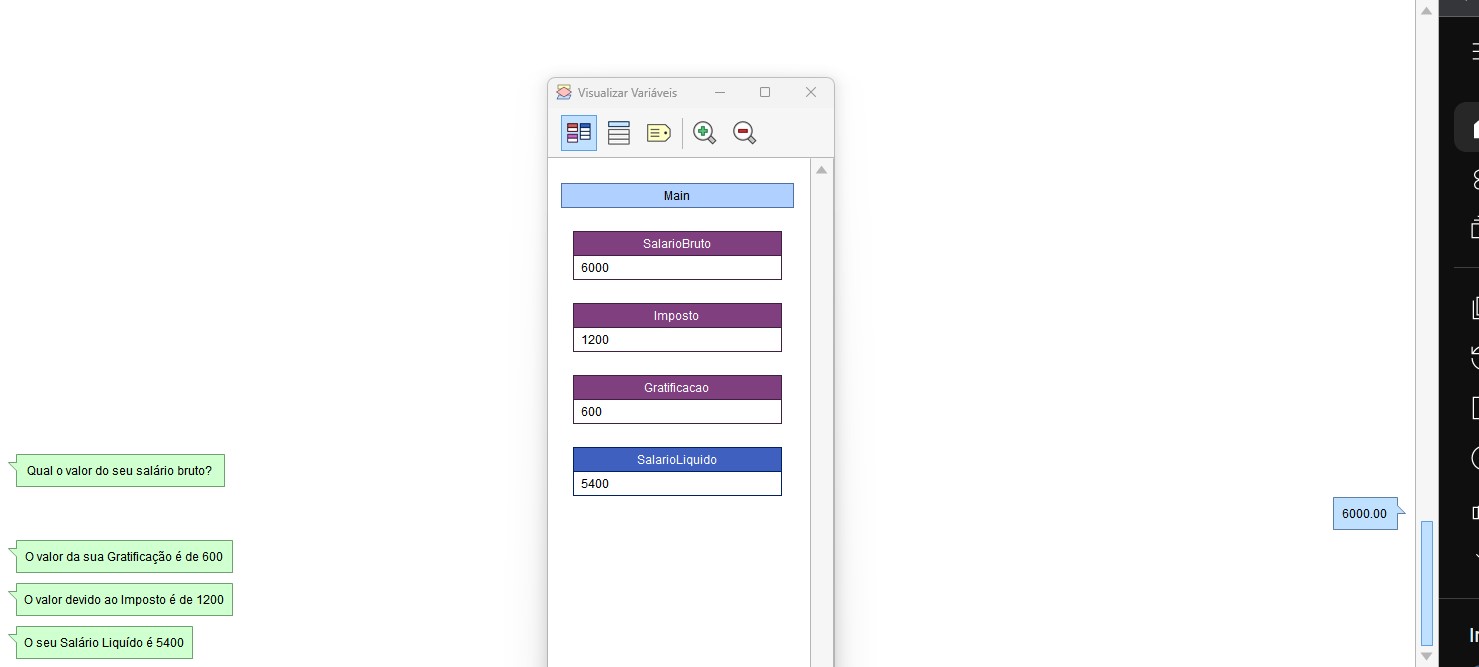 Visualizar Variáveis
Main
SalarioBruto
6000
Imposto
1200
Gratificacao
600
SalarioLiquido
5400
Qual o valor do seu salário bruto?
6000.00
O valor da sua Gratificação é de 600
O valor devido ao Imposto é de 1200
O seu Salário Liquído é 5400